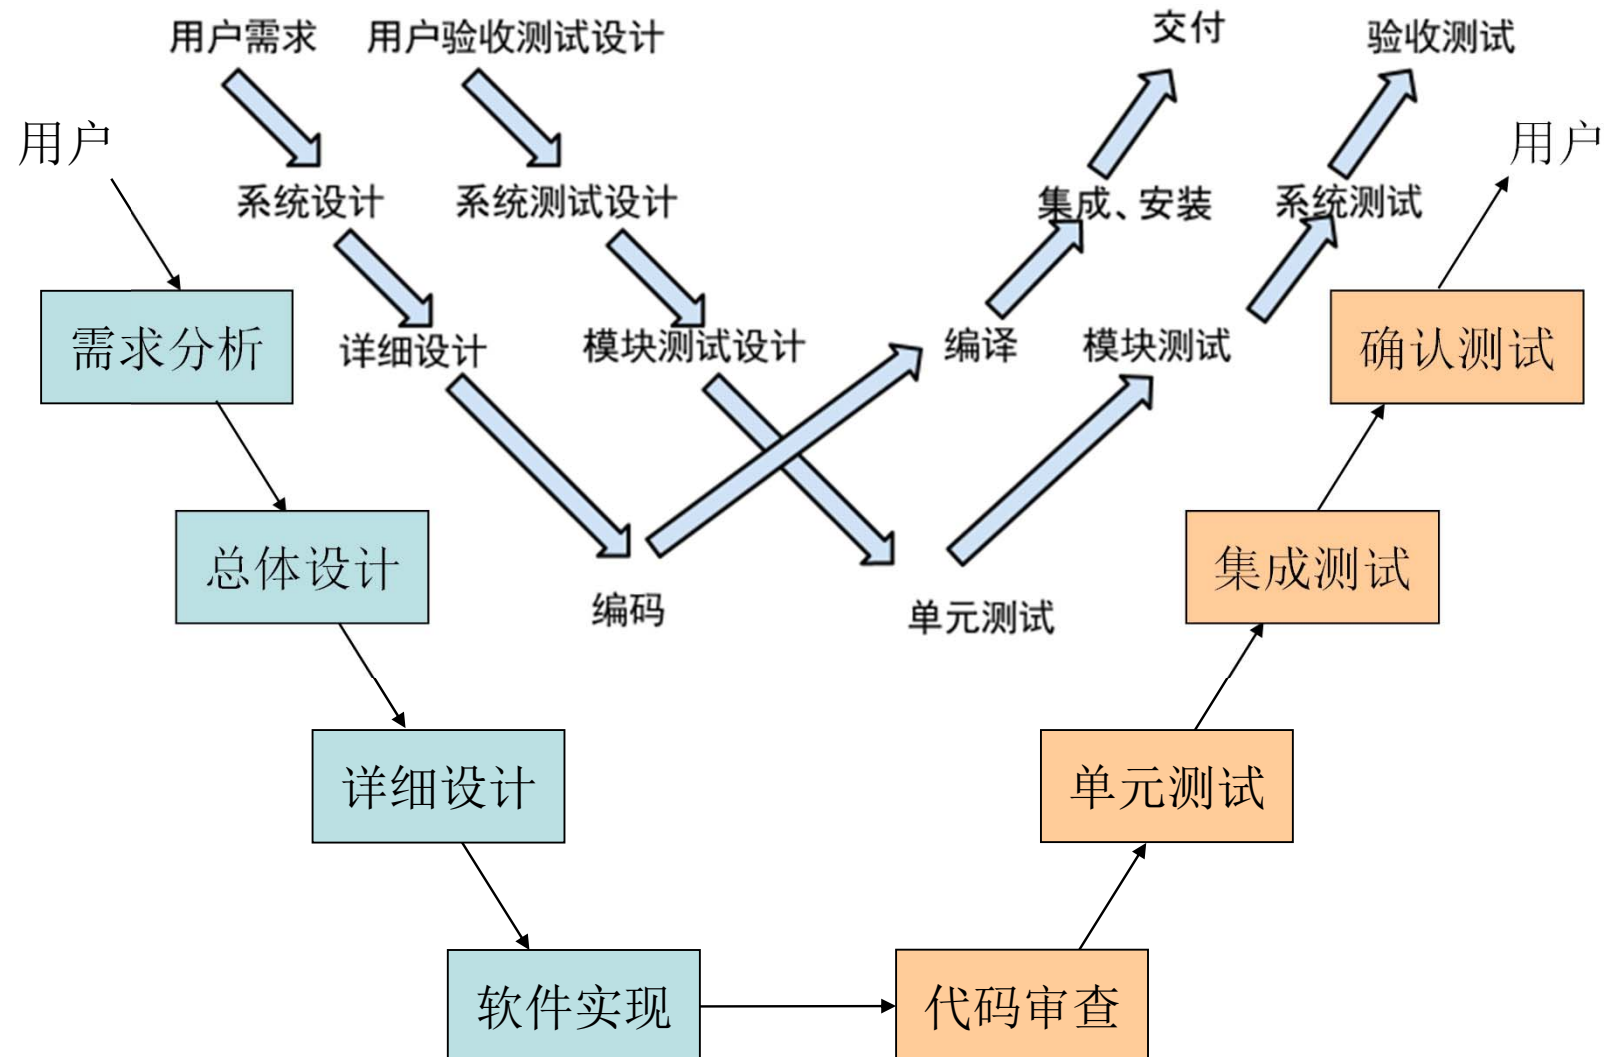 用户需求
用户验收测试设计
交付
验收测试
用户
用户
系统设计
系统测试设计
集成、安装
系统测试
需求分析
详细设计
模块测试设计
编译
模块测试
确认测试
总体设计
编码
单元测试
集成测试
详细设计
单元测试
软件实现
代码审查